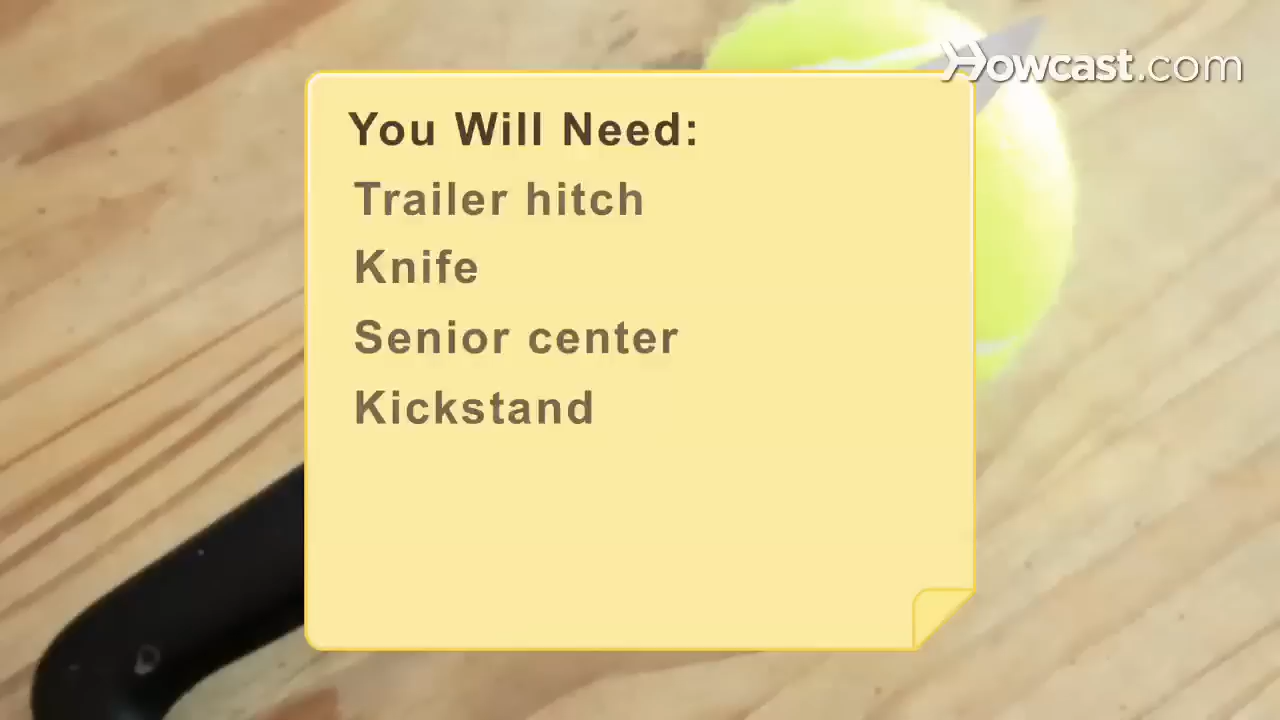 Howcast.com
You Will Need:
Trailer hitch
Knife
Senior center
Kickstand